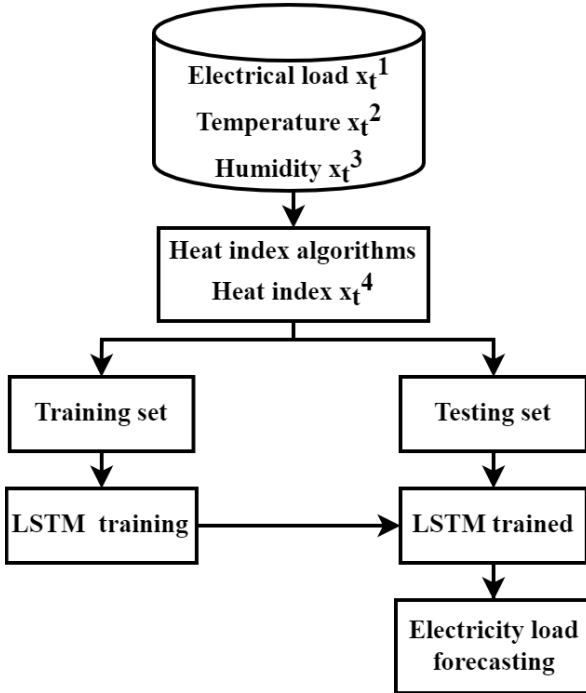 Electrical load xₜ¹
Temperature xₜ²
Humidity xₜ³
Heat index algorithms
Heat index xₜ⁴
Training set
Testing set
LSTM training
LSTM trained
Electricity load
forecasting